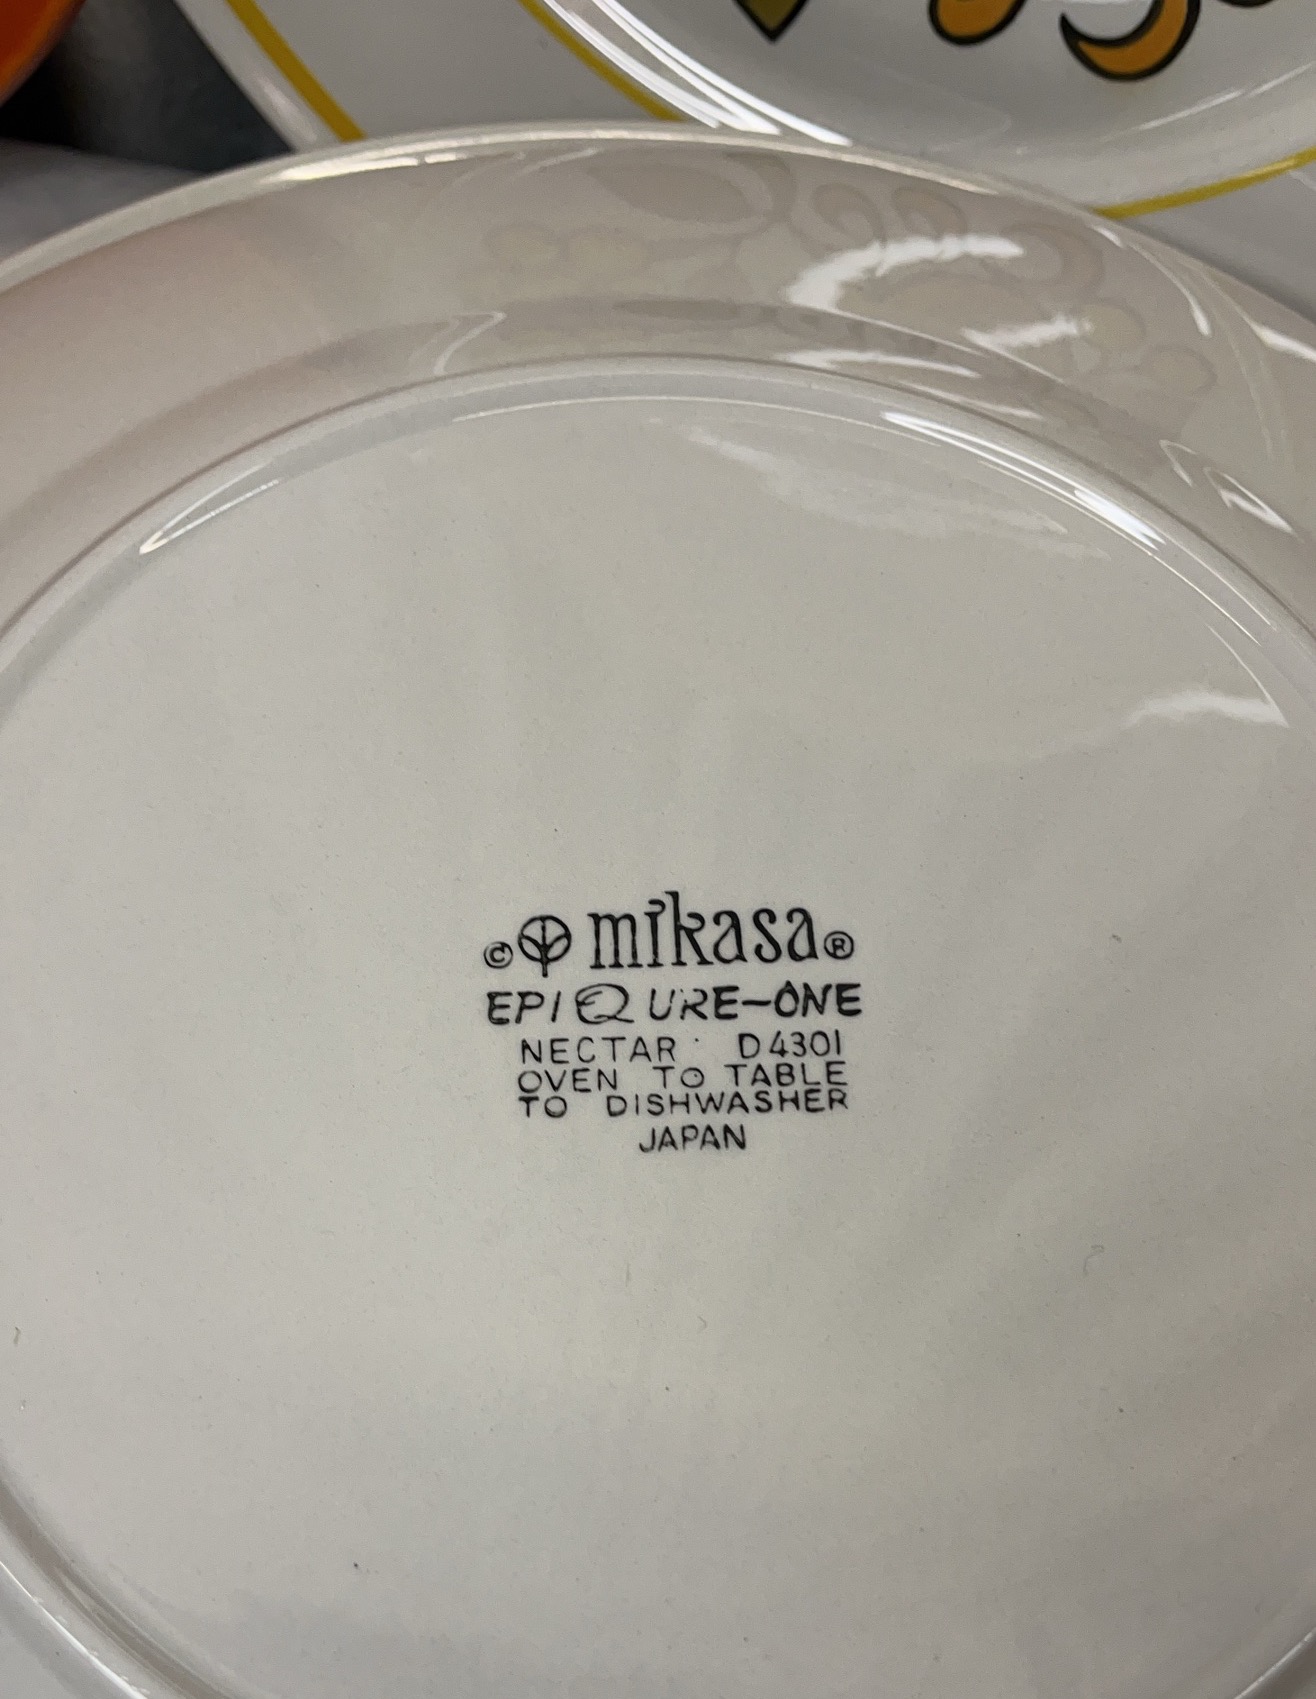 © mikasa ®
EPIQURE-ONE
NECTAR D4301
OVEN TO TABLE
TO DISHWASHER
JAPAN